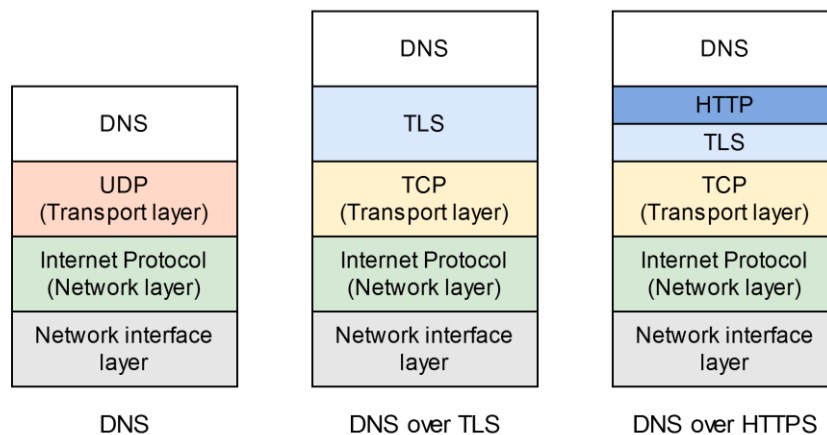 DNS
UDP
(Transport layer)
Internet Protocol
(Network layer)
Network interface
layer
DNS
DNS
TLS
TCP
(Transport layer)
Internet Protocol
(Network layer)
Network interface
layer
DNS over TLS
DNS
HTTP
TLS
TCP
(Transport layer)
Internet Protocol
(Network layer)
Network interface
layer
DNS over HTTPS